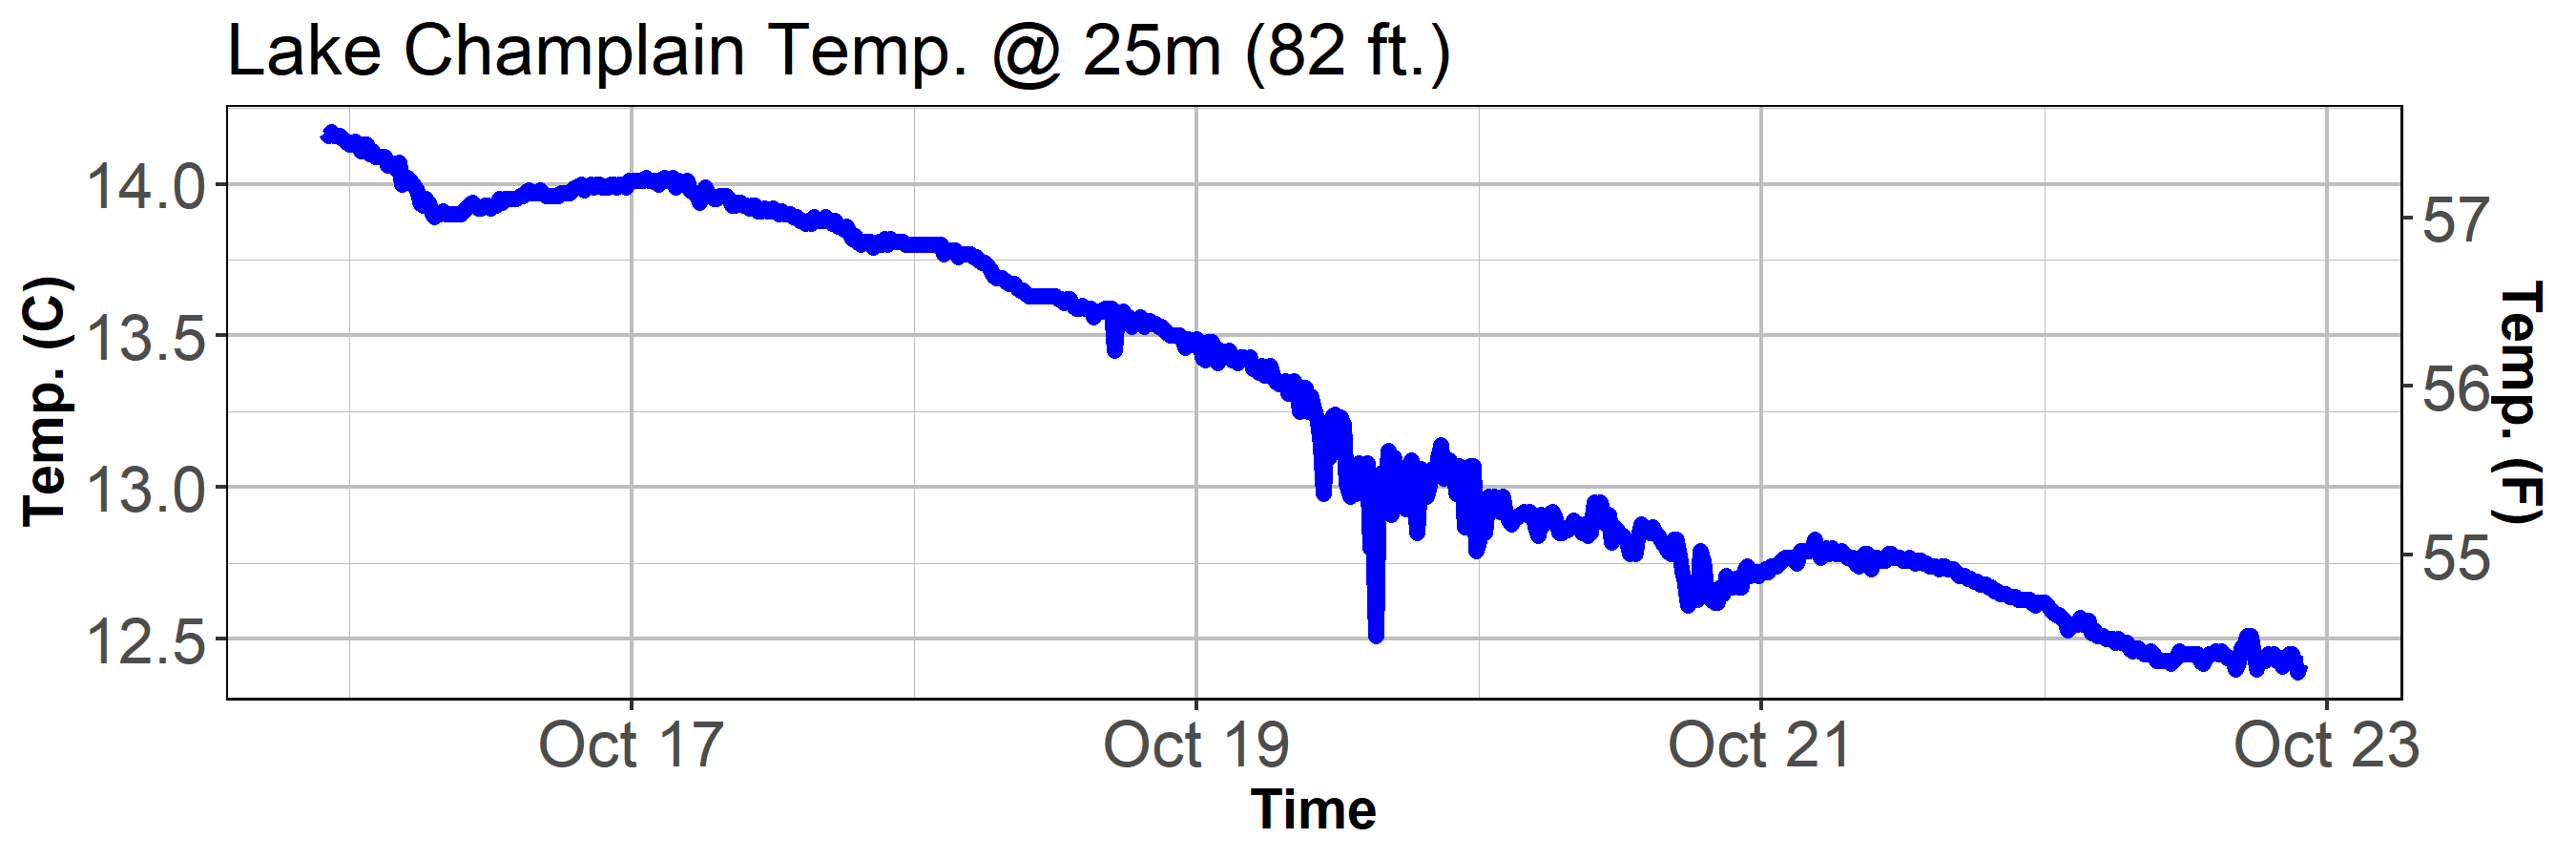 Lake Champlain Temp. @ 25m (82 ft.)
Temp. (C)
14.0
13.5
13.0
12.5
57
56
55
Temp. (F)
Oct 17 Oct 19 Oct 21 Oct 23
Time